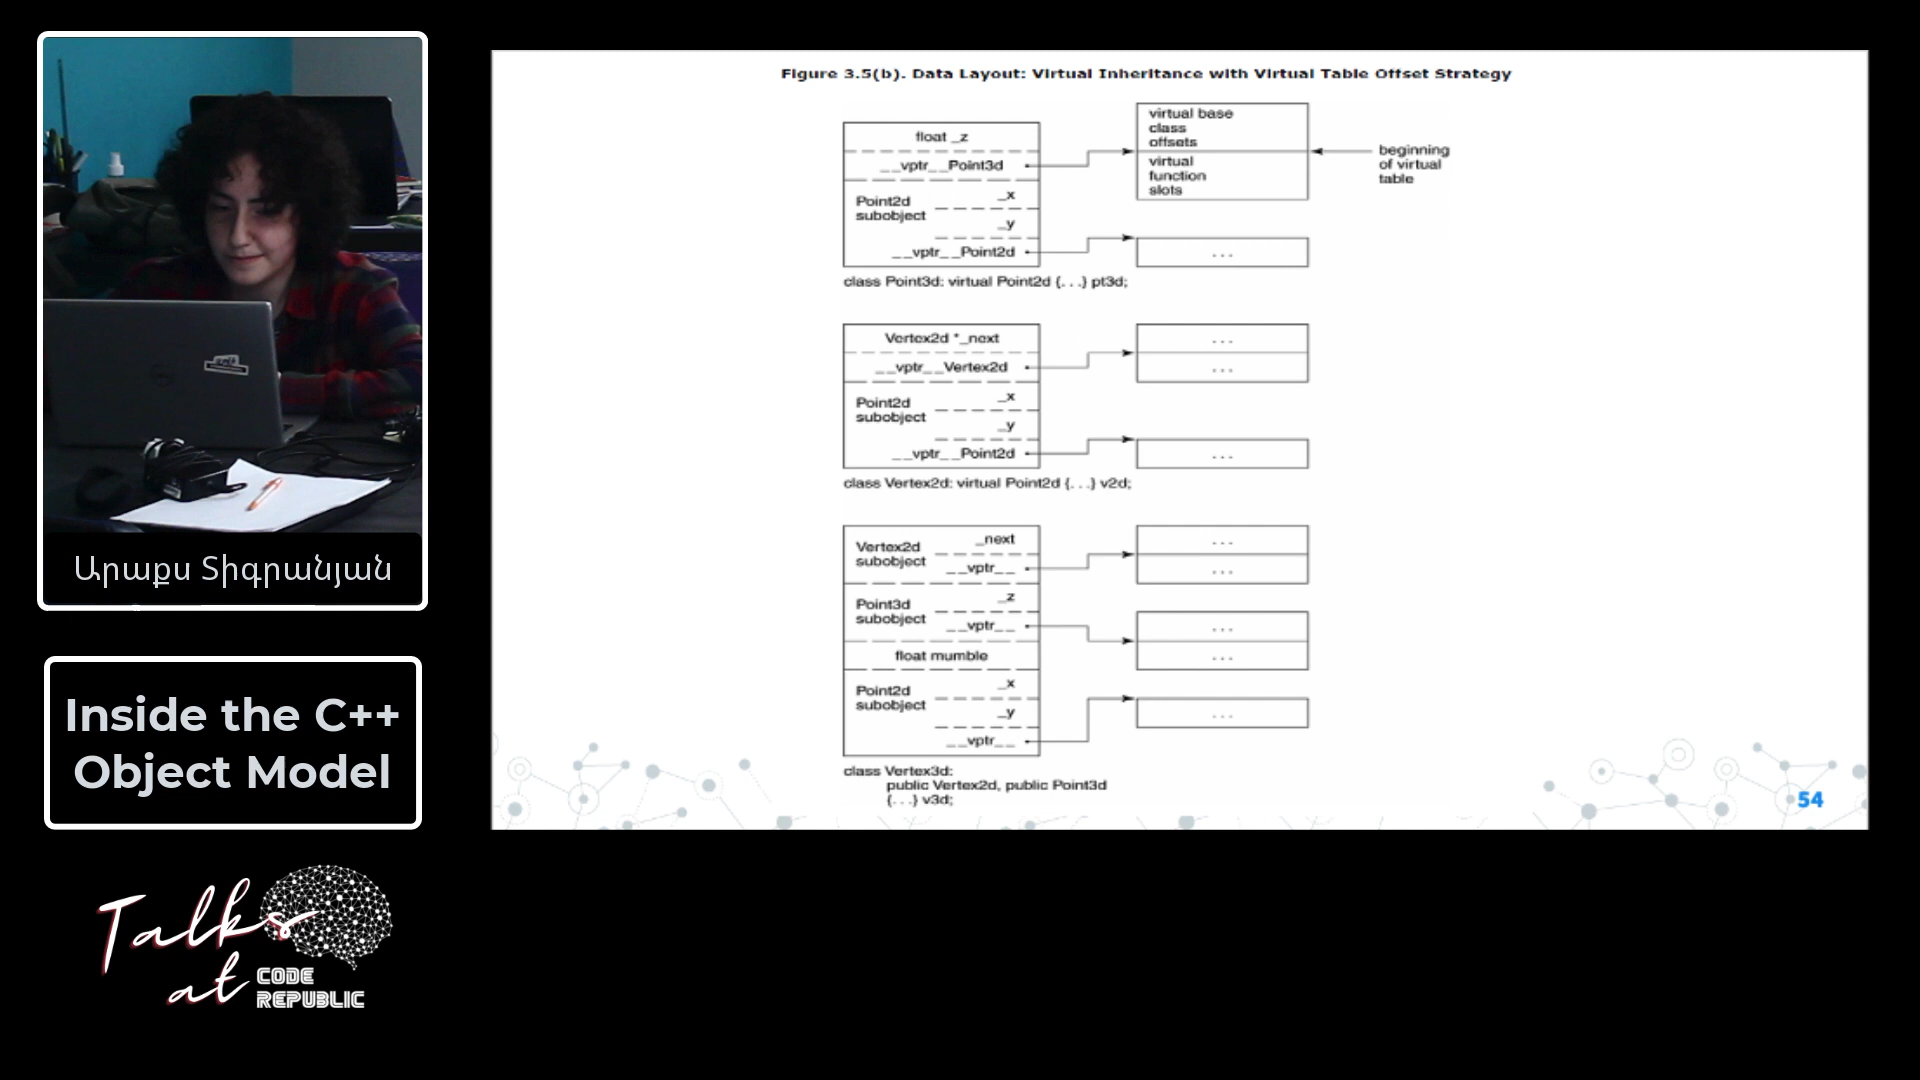 Արաքս Տիգրանյան
Inside the C++
Object Model
Talks
at
CODE
REPUBLIC
Figure 3.5(b). Data Layout: Virtual Inheritance with Virtual Table Offset Strategy
float _z
__vptr__Point3d
Point2d
subobject
_x
_y
__vptr__Point2d
virtual base
class
offsets
virtual
function
slots
beginning
of virtual
table
...
class Point3d: virtual Point2d {...} pt3d;
Vertex2d *_next
__vptr__Vertex2d
Point2d
subobject
_x
_y
__vptr__Point2d
...
...
...
class Vertex2d: virtual Point2d {...} v2d;
Vertex2d
subobject
_next
__vptr__
Point3d
subobject
_z
__vptr__
float mumble
Point2d
subobject
_x
_y
__vptr__
...
...
...
...
...
class Vertex3d:
public Vertex2d, public Point3d
{...} v3d;
54